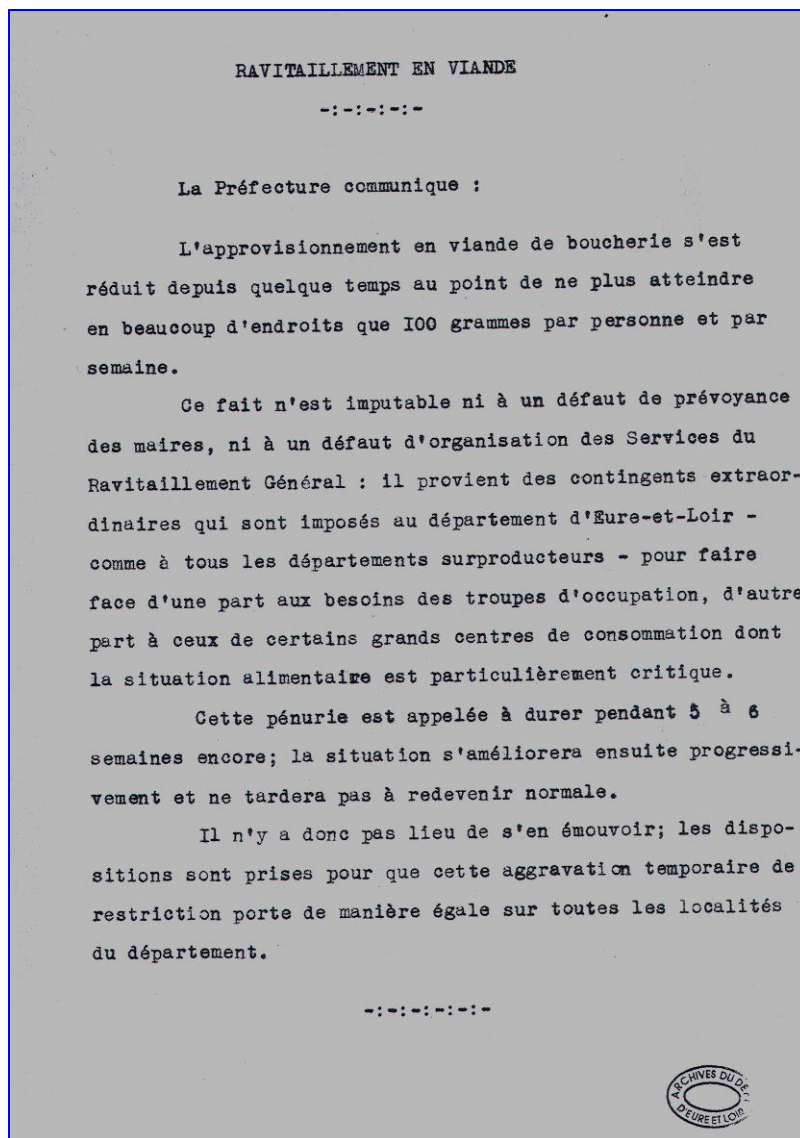 RAVITAILLEMENT EN VIANDE
-:-:-:-:-
La Préfecture communique :
L'approvisionnement en viande de boucherie s'est
réduit depuis quelque temps au point de ne plus atteindre
en beaucoup d'endroits que I00 grammes par personne et par
semaine.
Ce fait n'est imputable ni à un défaut de prévoyance
des maires, ni à un défaut d'organisation des Services du
Ravitaillement Général : il provient des contingents extraor-
dinaires qui sont imposés au département d'Eure-et-Loir -
comme à tous les départements surproducteurs - pour faire
face d'une part aux besoins des troupes d'occupation, d'autre
part à ceux de certains grands centres de consommation dont
la situation alimentaire est particulièrement critique.
Cette pénurie est appelée à durer pendant 5 à 6
semaines encore; la situation s'améliorera ensuite progressi-
vement et ne tardera pas à redevenir normale.
Il n'y a donc pas lieu de s'en émouvoir; les dispo-
sitions sont prises pour que cette aggravation temporaire de
restriction porte de manière égale sur toutes les localités
du département.
-:-:-:-:-:-
ARCHIVES DU
D'EURE ET LOIR